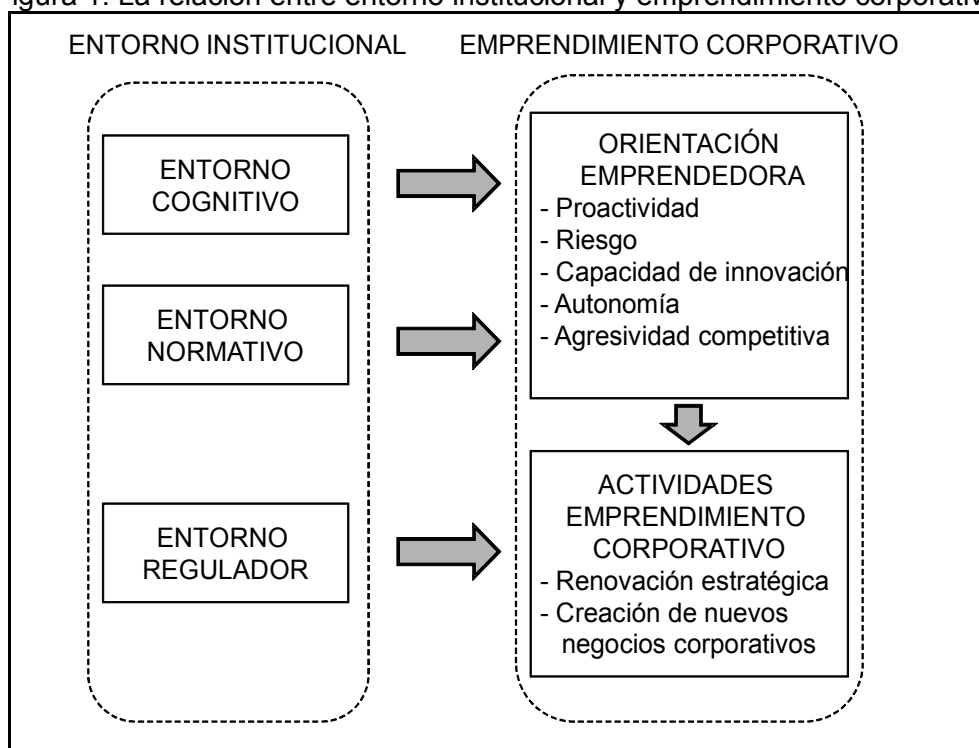 igura 1. La relación entre entorno institucional y emprendimiento corporativ
ENTORNO INSTITUCIONAL
EMPRENDIMIENTO CORPORATIVO
ENTORNO
COGNITIVO
ENTORNO
NORMATIVO
ENTORNO
REGULADOR
ORIENTACIÓN
EMPRENDEDORA
- Proactividad
- Riesgo
- Capacidad de innovación
- Autonomía
- Agresividad competitiva
ACTIVIDADES
EMPRENDIMIENTO
CORPORATIVO
- Renovación estratégica
- Creación de nuevos
negocios corporativos